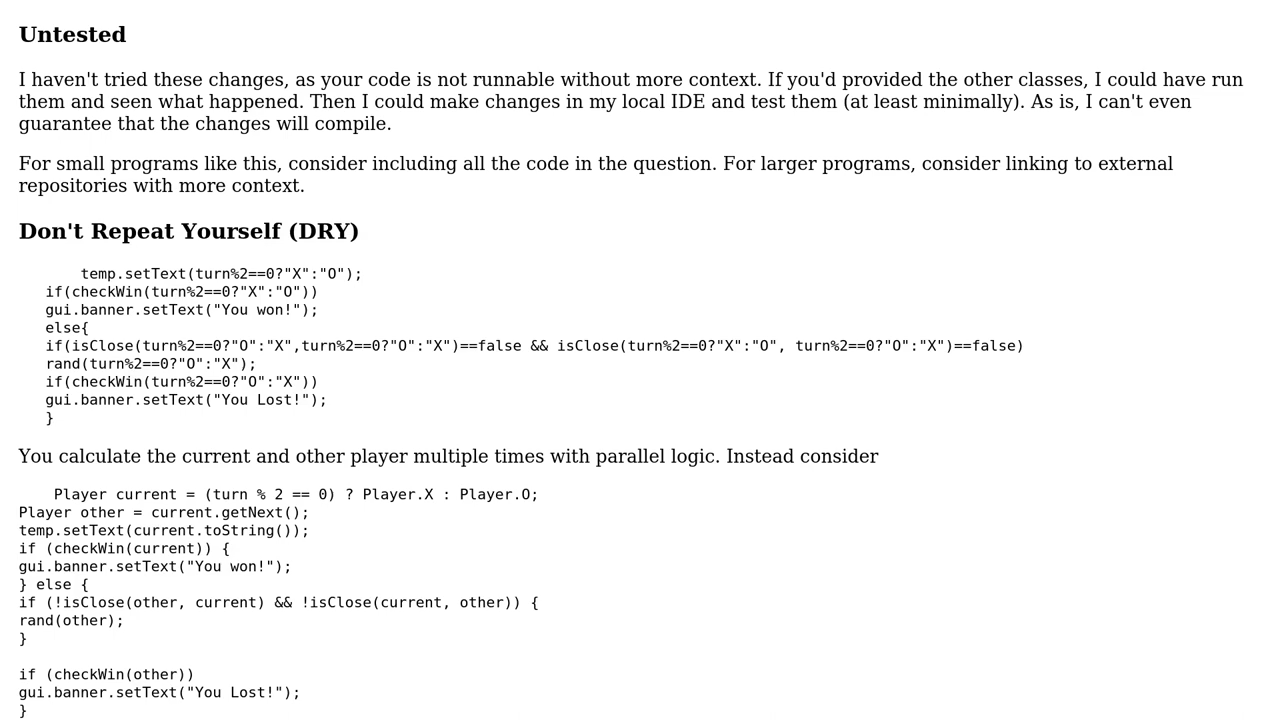 Untested
I haven't tried these changes, as your code is not runnable without more context. If you'd provided the other classes, I could have run
them and seen what happened. Then I could make changes in my local IDE and test them (at least minimally). As is, I can't even
guarantee that the changes will compile.
For small programs like this, consider including all the code in the question. For larger programs, consider linking to external
repositories with more context.
Don't Repeat Yourself (DRY)
       temp.setText(turn%2==0?"X":"O");
   if(checkWin(turn%2==0?"X":"O"))
   gui.banner.setText("You won!");
   else{
   if(isClose(turn%2==0?"O":"X",turn%2==0?"O":"X")==false && isClose(turn%2==0?"X":"O", turn%2==0?"O":"X")==false)
   rand(turn%2==0?"O":"X");
   if(checkWin(turn%2==0?"O":"X"))
   gui.banner.setText("You Lost!");
   }
You calculate the current and other player multiple times with parallel logic. Instead consider
    Player current = (turn % 2 == 0) ? Player.X : Player.O;
Player other = current.getNext();
temp.setText(current.toString());
if (checkWin(current)) {
gui.banner.setText("You won!");
} else {
if (!isClose(other, current) && !isClose(current, other)) {
rand(other);
}
if (checkWin(other))
gui.banner.setText("You Lost!");
}